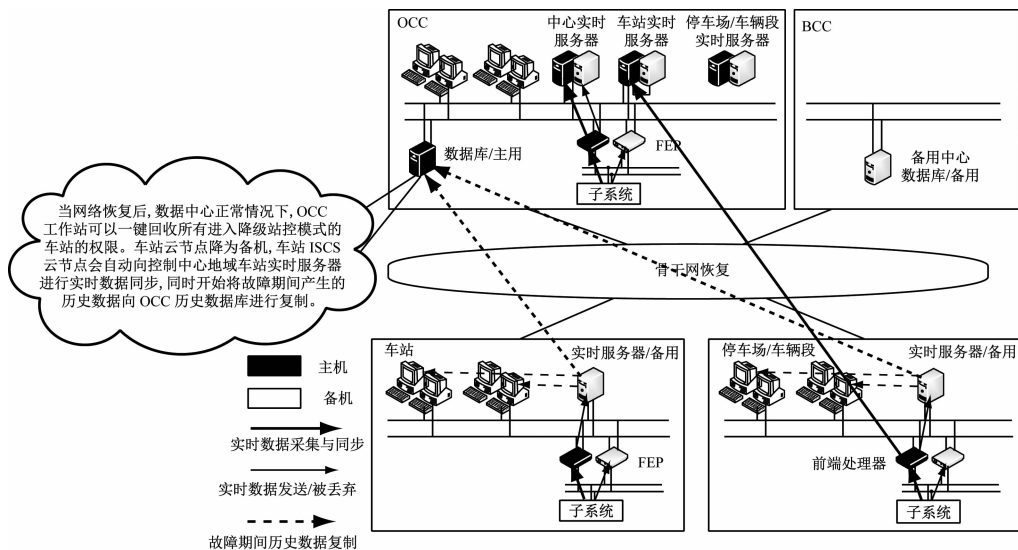 OCC
中心实时
服务器
车站实时
服务器
停车场/车辆段
实时服务器
BCC
数据库/主用
FEP
子系统
备用中心
数据库/备用
当网络恢复后,数据中心正常情况下,OCC
工作站可以一键回收所有进入降级站控模式的
车站的权限。车站云节点降为备机,车站 ISCS
云节点会自动向控制中心地域车站实时服务器
进行实时数据同步,同时开始将故障期间产生的
历史数据向 OCC 历史数据库进行复制。
骨干网恢复
车站
实时服务器/备用
FEP
子系统
停车场/车辆段
实时服务器/备用
前端处理器
子系统
主机
备机
实时数据采集与同步
实时数据发送/被丢弃
故障期间历史数据复制